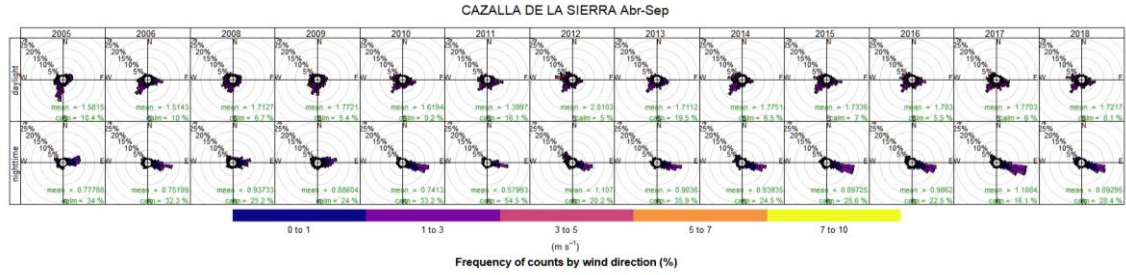 CAZALLA DE LA SIERRA Abr-Sep
2005 2006 2008 2009 2010 2011 2012 2013 2014 2015 2016 2017 2018
daylight
mean = 1.5815 mean = 1.5143 mean = 1.7127 mean = 1.7721 mean = 1.6194 mean = 1.3997 mean = 2.0103 mean = 1.7112 mean = 1.7751 mean = 1.7336 mean = 1.783 mean = 1.7703 mean = 1.7217
calm = 10.4 % calm = 10 % calm = 6.7 % calm = 5.4 % calm = 9.2 % calm = 16.1 % calm = 5 % calm = 19.5 % calm = 6.5 % calm = 7 % calm = 5.5 % calm = 6 % calm = 8.1 %
nighttime
mean = 0.77788 mean = 0.75199 mean = 0.93733 mean = 0.88604 mean = 0.7413 mean = 0.57993 mean = 1.107 mean = 0.9036 mean = 0.93835 mean = 0.89725 mean = 0.9862 mean = 1.1804 mean = 0.89295
calm = 34 % calm = 32.3 % calm = 25.2 % calm = 24 % calm = 33.2 % calm = 54.5 % calm = 20.2 % calm = 35.9 % calm = 24.5 % calm = 25.6 % calm = 22.5 % calm = 16.1 % calm = 28.4 %
0 to 1 1 to 3 3 to 5 5 to 7 7 to 10
(m s⁻¹)
Frequency of counts by wind direction (%)